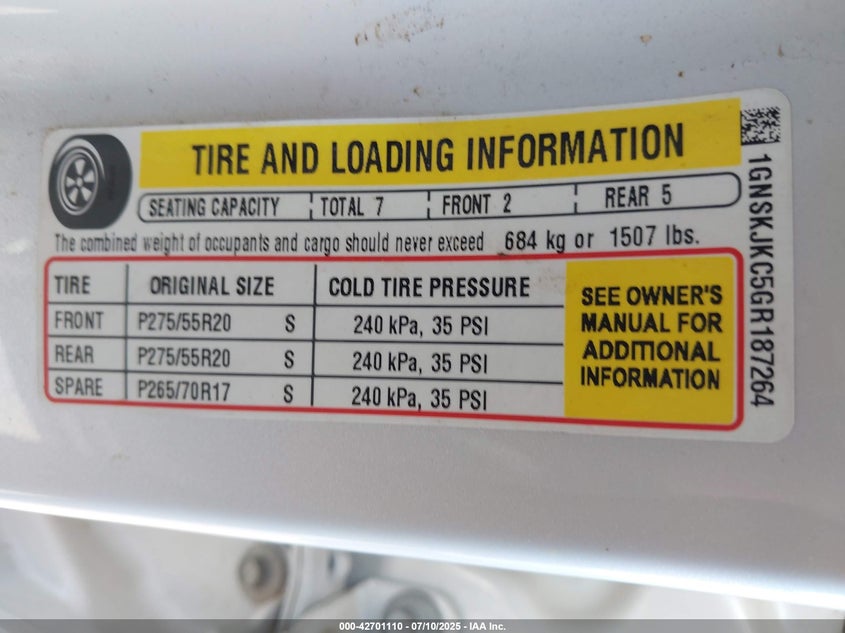 TIRE AND LOADING INFORMATION
SEATING CAPACITY TOTAL 7 FRONT 2 REAR 5
The combined weight of occupants and cargo should never exceed 684 kg or 1507 lbs.
TIRE ORIGINAL SIZE COLD TIRE PRESSURE
FRONT P275/55R20 S 240 kPa, 35 PSI
REAR P275/55R20 S 240 kPa, 35 PSI
SPARE P265/70R17 S 240 kPa, 35 PSI
SEE OWNER'S
MANUAL FOR
ADDITIONAL
INFORMATION
1GNSKJKC5GR187264
000-42701110 - 07/10/2025 - IAA Inc.